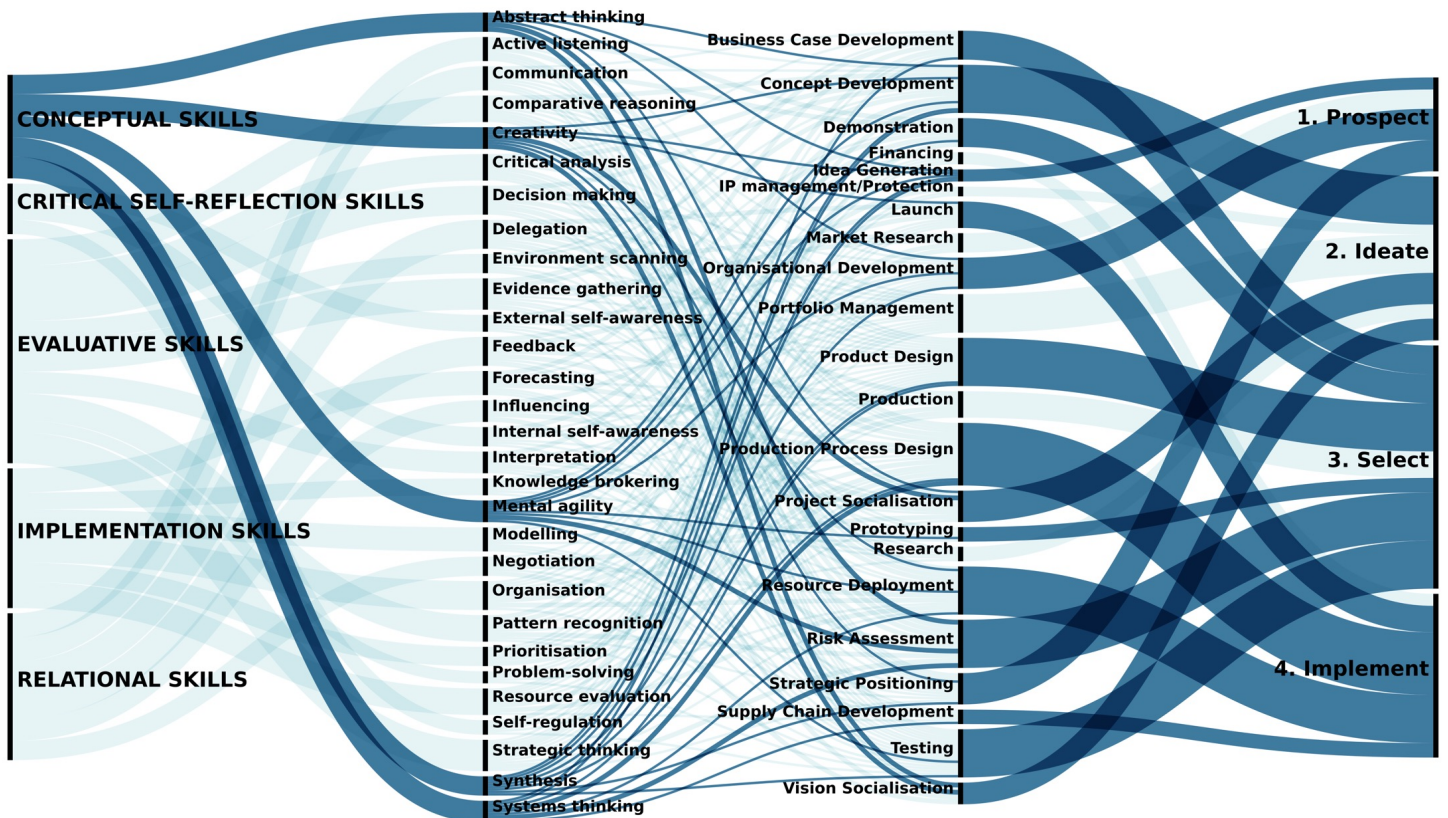 CONCEPTUAL SKILLS
CRITICAL SELF-REFLECTION SKILLS
EVALUATIVE SKILLS
IMPLEMENTATION SKILLS
RELATIONAL SKILLS
Abstract thinking
Active listening
Communication
Comparative reasoning
Creativity
Critical analysis
Decision making
Delegation
Environment scanning
Evidence gathering
External self-awareness
Feedback
Forecasting
Influencing
Internal self-awareness
Interpretation
Knowledge brokering
Mental agility
Modelling
Negotiation
Organisation
Pattern recognition
Prioritisation
Problem-solving
Resource evaluation
Self-regulation
Strategic thinking
Synthesis
Systems thinking
Business Case Development
Concept Development
Demonstration
Financing
Idea Generation
IP management/Protection
Launch
Market Research
Organisational Development
Portfolio Management
Product Design
Production
Production Process Design
Project Socialisation
Prototyping
Research
Resource Deployment
Risk Assessment
Strategic Positioning
Supply Chain Development
Testing
Vision Socialisation
1. Prospect
2. Ideate
3. Select
4. Implement